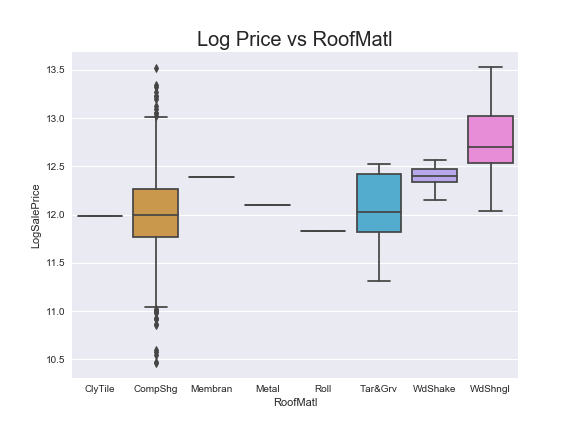 Log Price vs RoofMatl
13.5
13.0
12.5
12.0
11.5
11.0
10.5
LogSalePrice
ClyTile CompShg Membran Metal Roll Tar&Grv WdShake WdShngl
RoofMatl